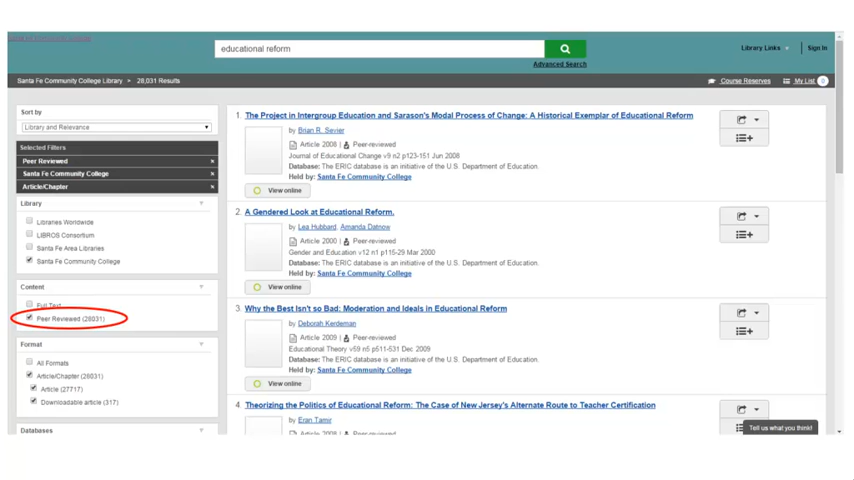 educational reform
Library Links
Sign In
Advanced Search
Santa Fe Community College Library > 28,031 Results
Course Reserves
My List 0
Sort by
Library and Relevance
Selected Filters
Peer Reviewed ×
Santa Fe Community College ×
Article/Chapter ×
Library
Libraries Worldwide
LIBROS Consortium
Santa Fe Area Libraries
Santa Fe Community College
Content
Full Text
Peer Reviewed (28031)
Format
All Formats
Article/Chapter (28031)
Article (27717)
Downloadable article (317)
Databases
1. The Project in Intergroup Education and Sarason's Modal Process of Change: A Historical Exemplar of Educational Reform
by Brian R. Sevier
Article 2008 | Peer-reviewed
Journal of Educational Change v9 n2 p123-151 Jun 2008
Database: The ERIC database is an initiative of the U.S. Department of Education.
Held by: Santa Fe Community College
View online
2. A Gendered Look at Educational Reform.
by Lea Hubbard, Amanda Datnow
Article 2000 | Peer-reviewed
Gender and Education v12 n1 p115-29 Mar 2000
Database: The ERIC database is an initiative of the U.S. Department of Education.
Held by: Santa Fe Community College
View online
3. Why the Best Isn't so Bad: Moderation and Ideals in Educational Reform
by Deborah Kerdeman
Article 2009 | Peer-reviewed
Educational Theory v59 n5 p511-531 Dec 2009
Database: The ERIC database is an initiative of the U.S. Department of Education.
Held by: Santa Fe Community College
View online
4. Theorizing the Politics of Educational Reform: The Case of New Jersey's Alternate Route to Teacher Certification
by Eran Tamir
Article 2008 | Peer-reviewed
Tell us what you think!